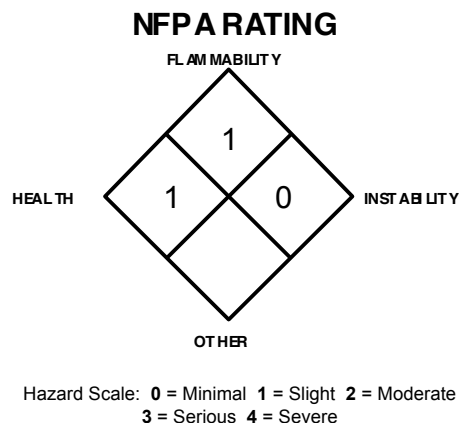 NFPA RATING
FLAMMABILITY
1
HEALTH 1 0 INSTABILITY
OTHER
Hazard Scale: 0 = Minimal 1 = Slight 2 = Moderate
3 = Serious 4 = Severe